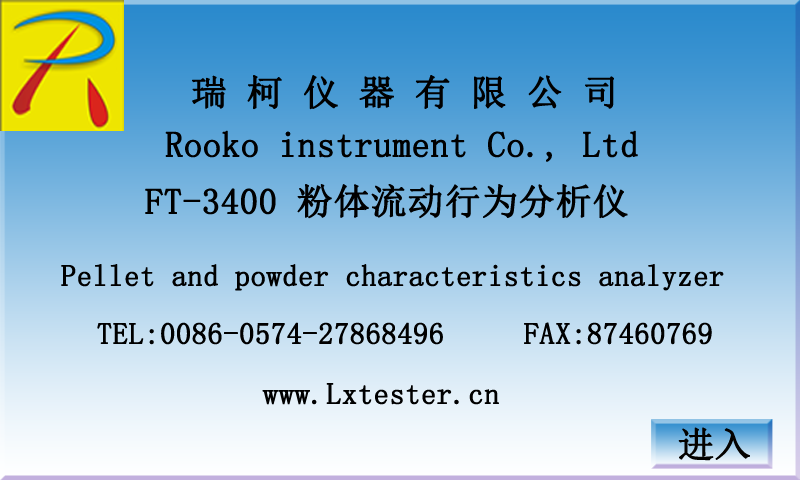 瑞柯仪器有限公司
Rooko instrument Co., Ltd
FT-3400 粉体流动行为分析仪
Pellet and powder characteristics analyzer
TEL:0086-0574-27868496 FAX:87460769
www.Lxtester.cn
进入